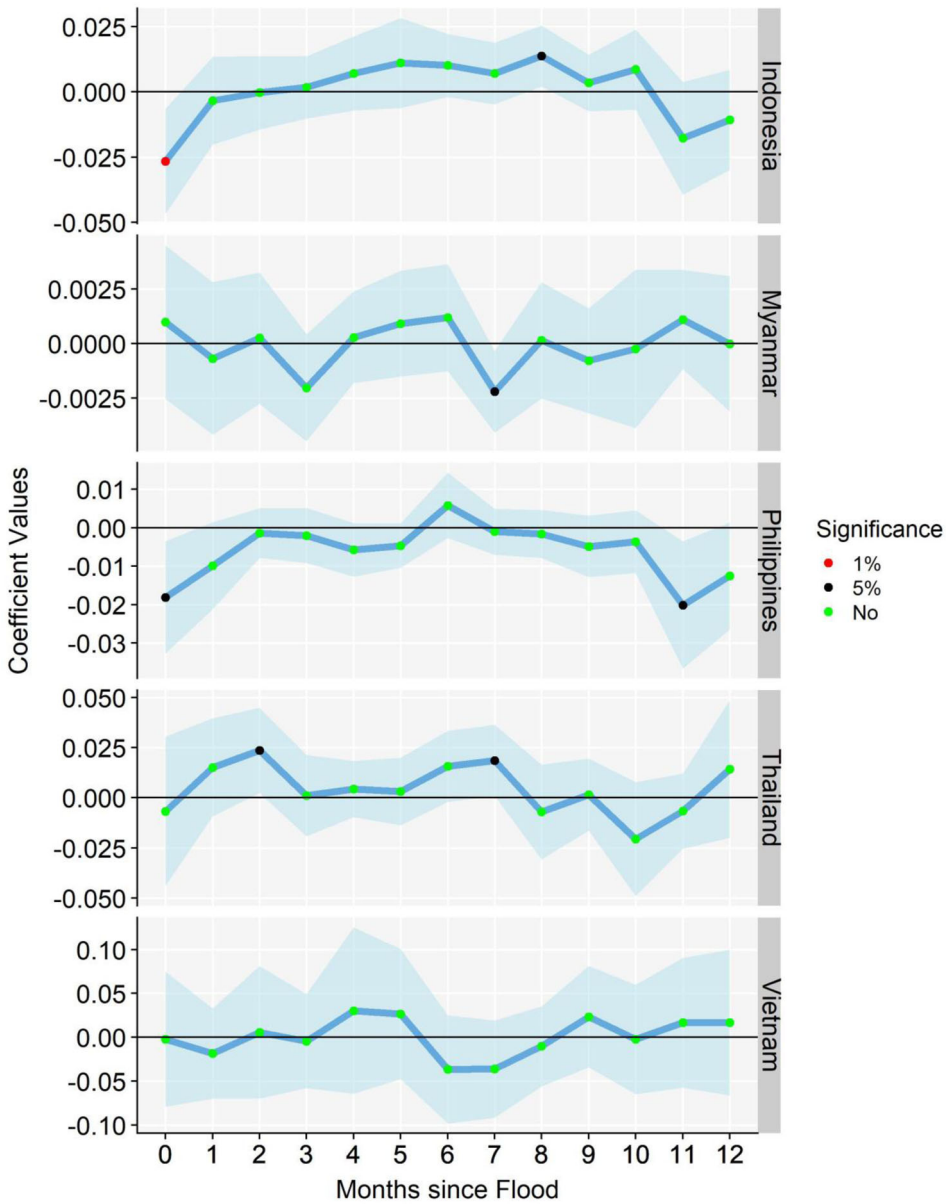 0.025
0.000
-0.025
-0.050
Indonesia
0.0025
0.0000
-0.0025
Myanmar
0.01
0.00
-0.01
-0.02
-0.03
Philippines
0.050
0.025
0.000
-0.025
-0.050
Thailand
0.10
0.05
0.00
-0.05
-0.10
Vietnam
Coefficient Values
0 1 2 3 4 5 6 7 8 9 10 11 12
Months since Flood
Significance
1%
5%
No